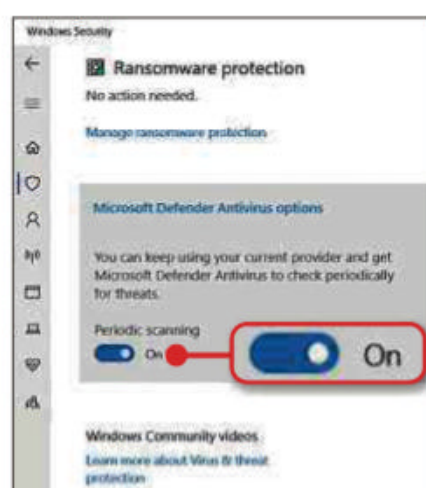 Windows Security
Ransomware protection
No action needed.
Manage ransomware protection
Microsoft Defender Antivirus options
You can keep using your current provider and get
Microsoft Defender Antivirus to check periodically
for threats.
Periodic scanning
On
On
Windows Community videos
Learn more about Virus & threat
protection